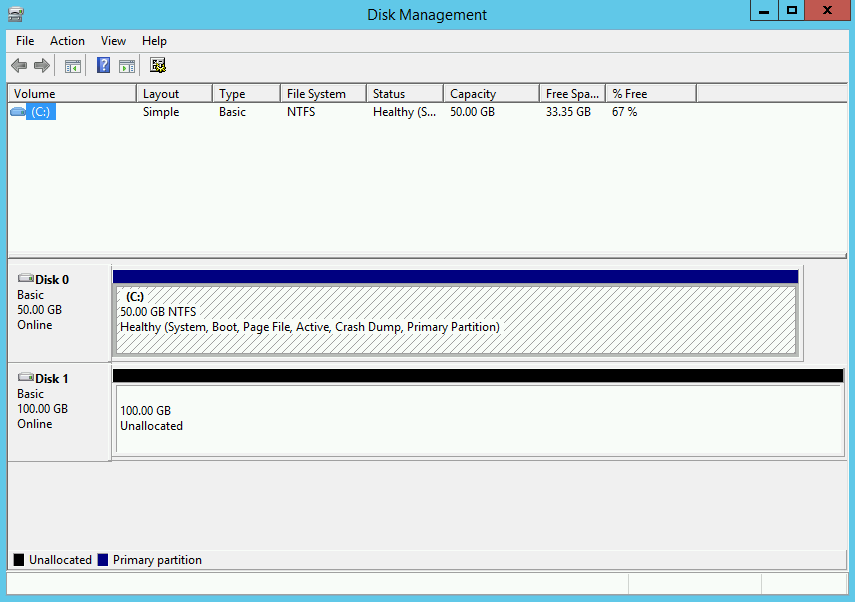 Disk Management
File Action View Help
Volume Layout Type File System Status Capacity Free Spa... % Free
(C:) Simple Basic NTFS Healthy (S... 50.00 GB 33.35 GB 67 %
Disk 0
Basic
50.00 GB
Online
(C:)
50.00 GB NTFS
Healthy (System, Boot, Page File, Active, Crash Dump, Primary Partition)
Disk 1
Basic
100.00 GB
Online
100.00 GB
Unallocated
Unallocated Primary partition